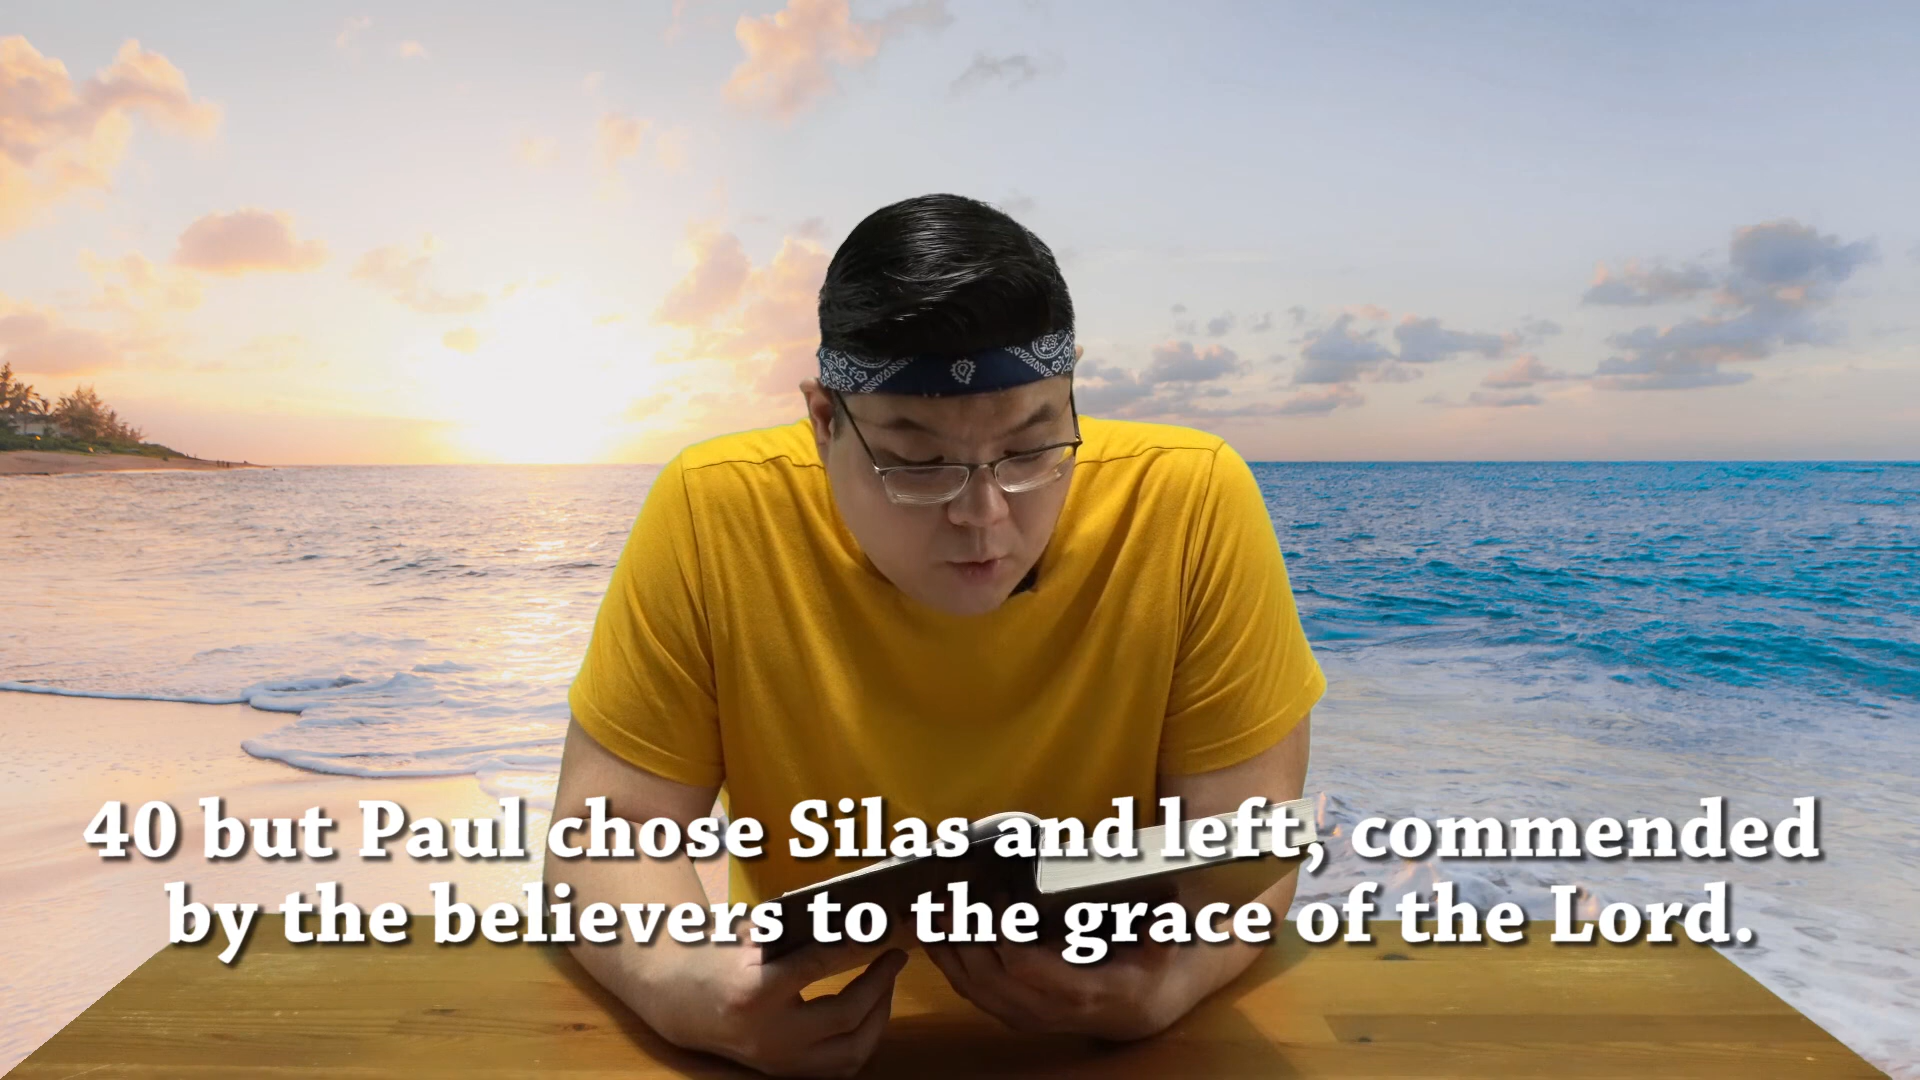 40 but Paul chose Silas and left, commended
by the believers to the grace of the Lord.